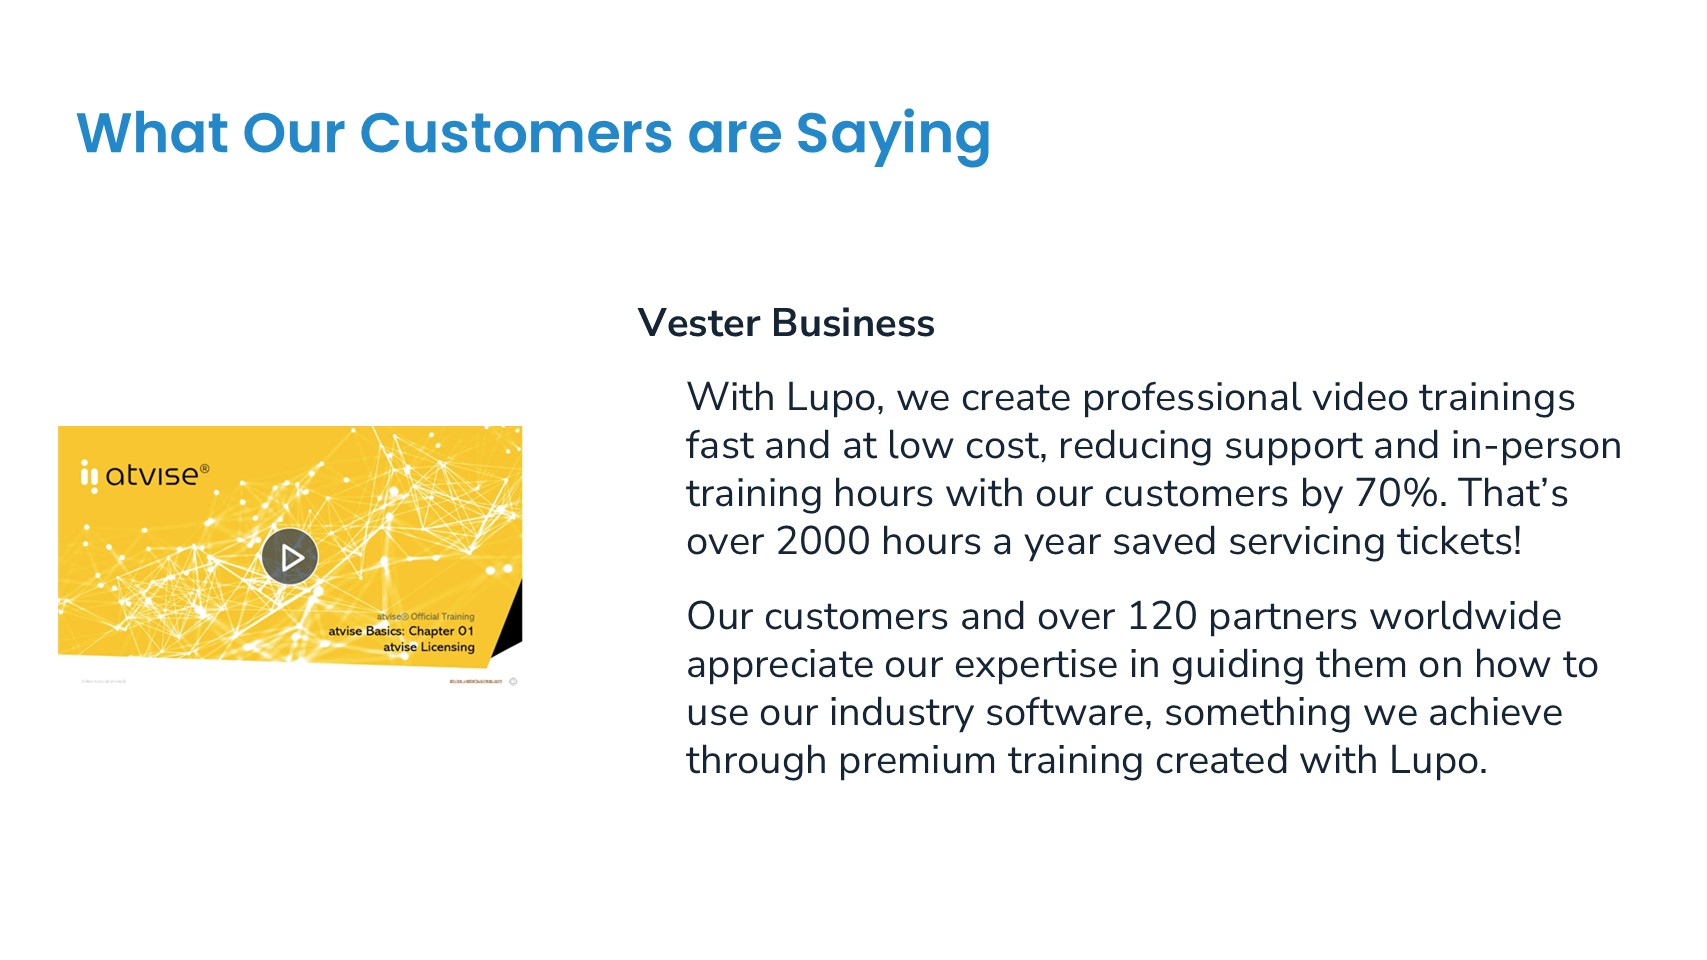 What Our Customers are Saying
Vester Business
With Lupo, we create professional video trainings
fast and at low cost, reducing support and in-person
training hours with our customers by 70%. That’s
over 2000 hours a year saved servicing tickets!
Our customers and over 120 partners worldwide
appreciate our expertise in guiding them on how to
use our industry software, something we achieve
through premium training created with Lupo.
atvise®
atvise® Official Training
atvise Basics: Chapter 01
atvise Licensing